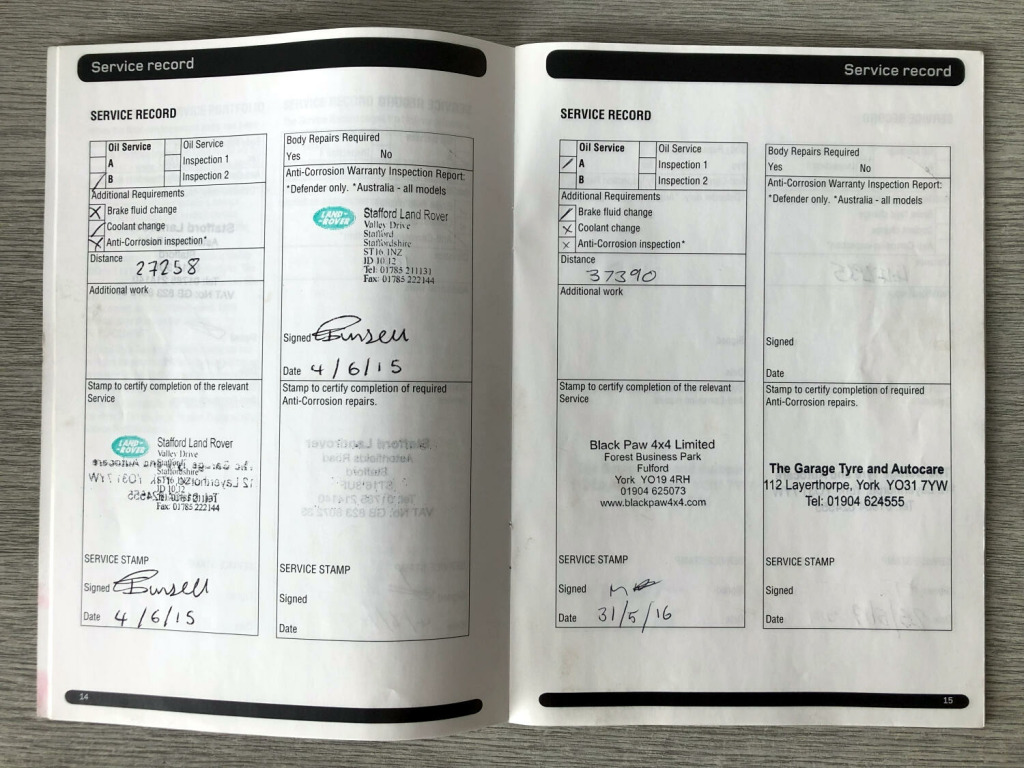 Service record
SERVICE RECORD
Oil Service
A
B
Oil Service
Inspection 1
Inspection 2
Additional Requirements
Brake fluid change
Coolant change
Anti-Corrosion inspection*
Distance
27258
Additional work
Stamp to certify completion of the relevant
Service
LAND-
ROVER
Stafford Land Rover
Valley Drive
Stafford
Staffordshire
ST16 1NZ
ID 10.12
Tel: 01785 211131
Fax: 01785 222144
SERVICE STAMP
Signed
Date 4/6/15
Body Repairs Required
Yes No
Anti-Corrosion Warranty Inspection Report:
*Defender only. *Australia - all models
LAND-
ROVER
Stafford Land Rover
Valley Drive
Stafford
Staffordshire
ST16 1NZ
ID 10.12
Tel: 01785 211131
Fax: 01785 222144
Signed
Date 4/6/15
Stamp to certify completion of required
Anti-Corrosion repairs.
SERVICE STAMP
Signed
Date
14
Service record
SERVICE RECORD
Oil Service
A
B
Oil Service
Inspection 1
Inspection 2
Additional Requirements
Brake fluid change
Coolant change
Anti-Corrosion inspection*
Distance
37390
Additional work
Stamp to certify completion of the relevant
Service
Black Paw 4x4 Limited
Forest Business Park
Fulford
York YO19 4RH
01904 625073
www.blackpaw4x4.com
SERVICE STAMP
Signed
Date 31/5/16
Body Repairs Required
Yes No
Anti-Corrosion Warranty Inspection Report:
*Defender only. *Australia - all models
Signed
Date
Stamp to certify completion of required
Anti-Corrosion repairs.
The Garage Tyre and Autocare
112 Layerthorpe, York YO31 7YW
Tel: 01904 624555
SERVICE STAMP
Signed
Date
15